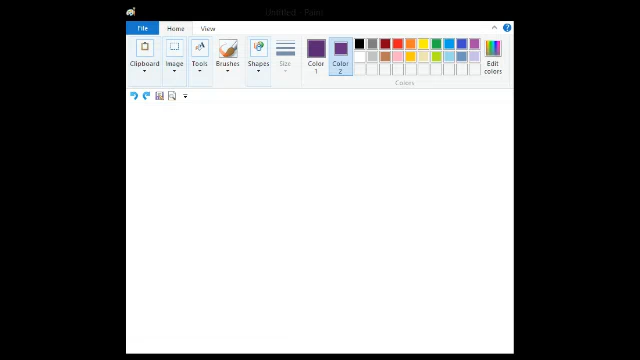 Untitled - Paint
File Home View
Clipboard Image Tools Brushes Shapes Size Color 1 Color 2 Edit colors
Colors